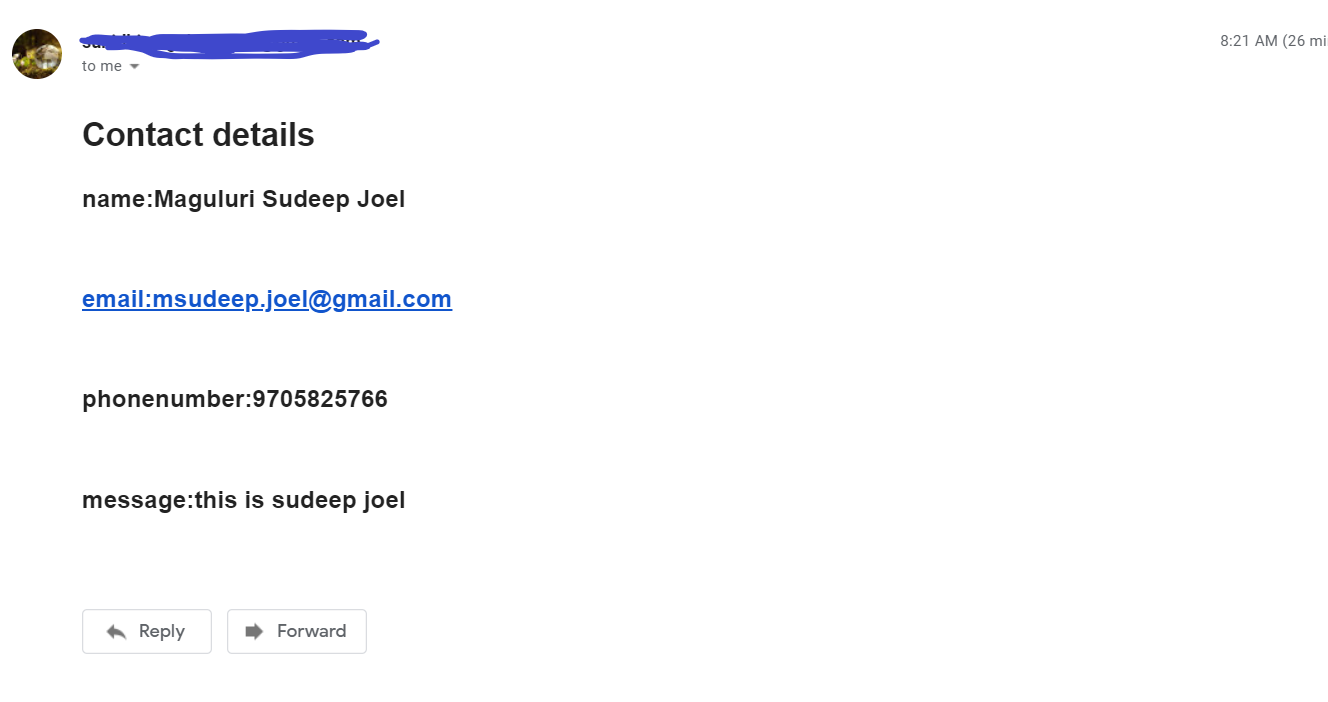 8:21 AM (26 mi
to me
Contact details
name:Maguluri Sudeep Joel
email:msudeep.joel@gmail.com
phonenumber:9705825766
message:this is sudeep joel
Reply
Forward